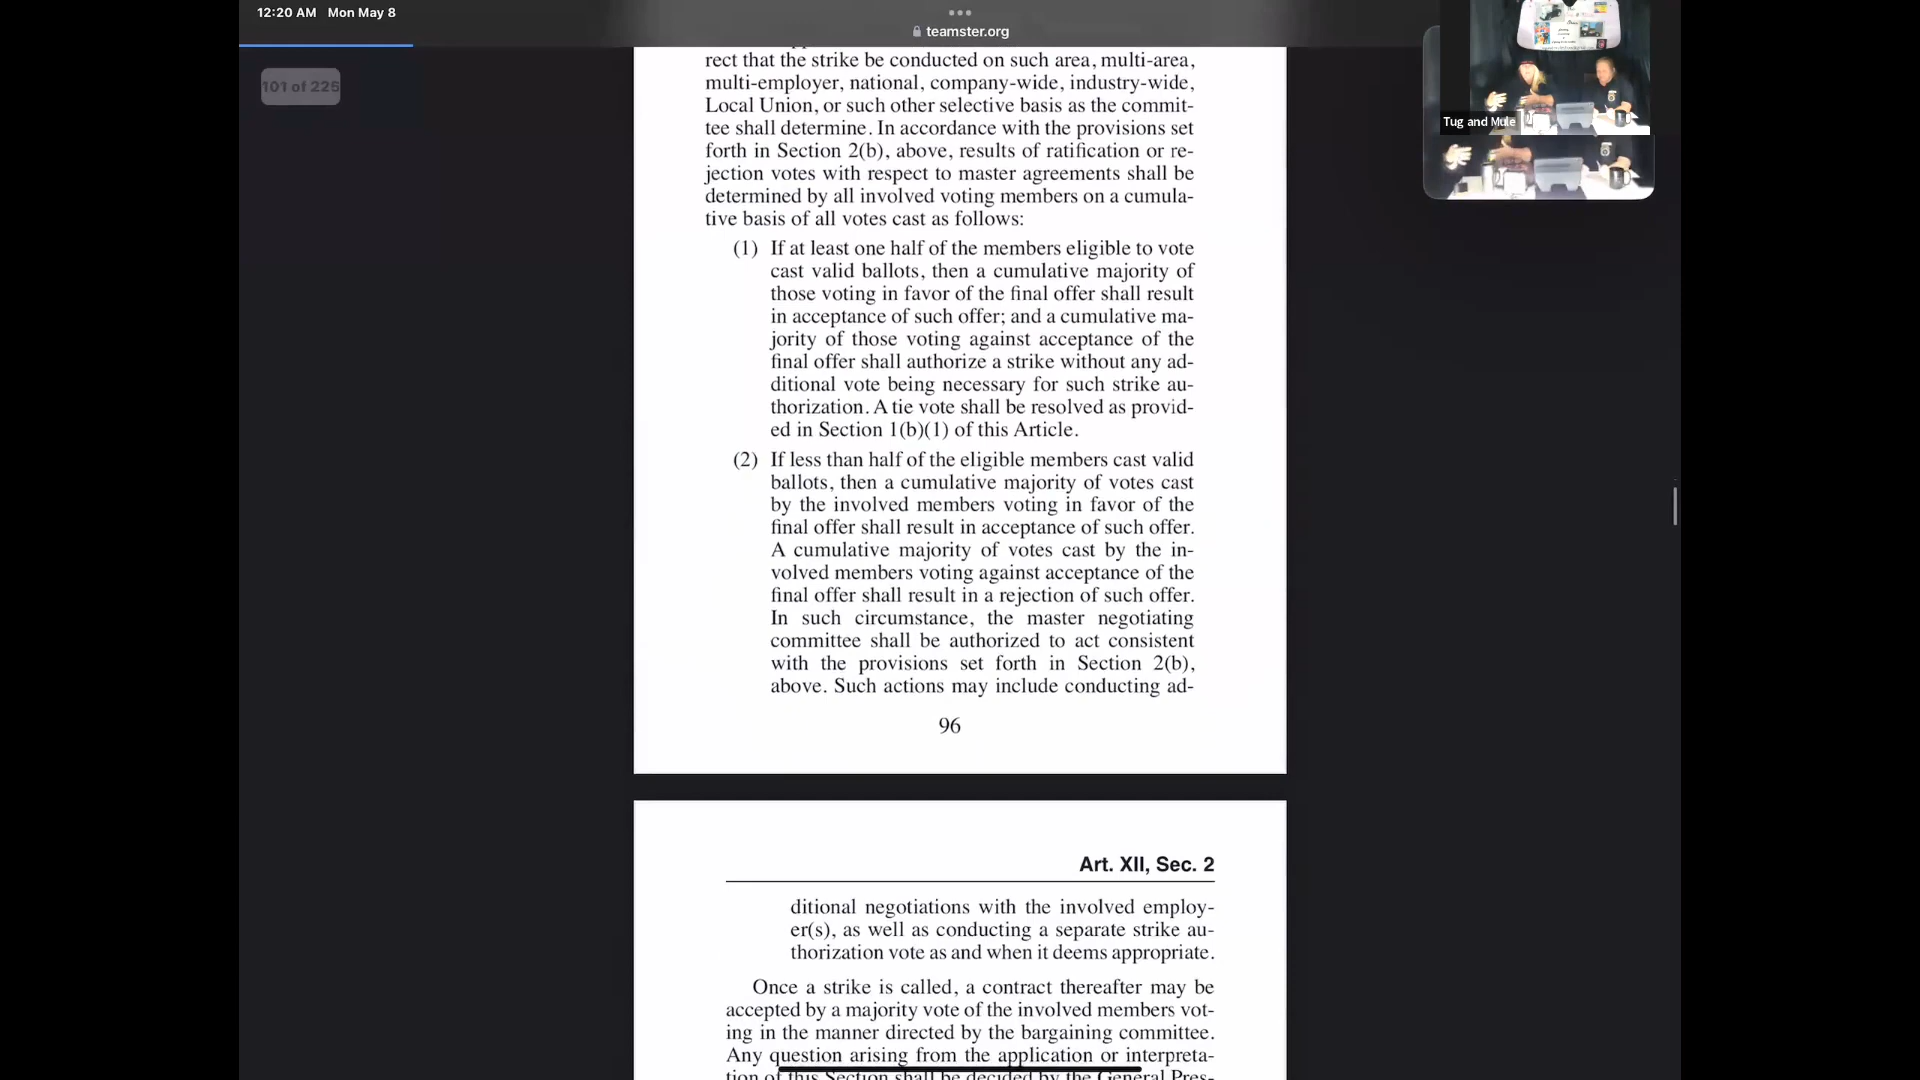 12:20 AM Mon May 8
teamster.org
101 of 225
rect that the strike be conducted on such area, multi-area,
multi-employer, national, company-wide, industry-wide,
Local Union, or such other selective basis as the commit-
tee shall determine. In accordance with the provisions set
forth in Section 2(b), above, results of ratification or re-
jection votes with respect to master agreements shall be
determined by all involved voting members on a cumula-
tive basis of all votes cast as follows:
(1) If at least one half of the members eligible to vote
cast valid ballots, then a cumulative majority of
those voting in favor of the final offer shall result
in acceptance of such offer; and a cumulative ma-
jority of those voting against acceptance of the
final offer shall authorize a strike without any ad-
ditional vote being necessary for such strike au-
thorization. A tie vote shall be resolved as provid-
ed in Section 1(b)(1) of this Article.
(2) If less than half of the eligible members cast valid
ballots, then a cumulative majority of votes cast
by the involved members voting in favor of the
final offer shall result in acceptance of such offer.
A cumulative majority of votes cast by the in-
volved members voting against acceptance of the
final offer shall result in a rejection of such offer.
In such circumstance, the master negotiating
committee shall be authorized to act consistent
with the provisions set forth in Section 2(b),
above. Such actions may include conducting ad-
96
Art. XII, Sec. 2
ditional negotiations with the involved employ-
er(s), as well as conducting a separate strike au-
thorization vote as and when it deems appropriate.
Once a strike is called, a contract thereafter may be
accepted by a majority vote of the involved members vot-
ing in the manner directed by the bargaining committee.
Any question arising from the application or interpreta-
tion of this Section shall be decided by the General Pres-
Tug and Mule